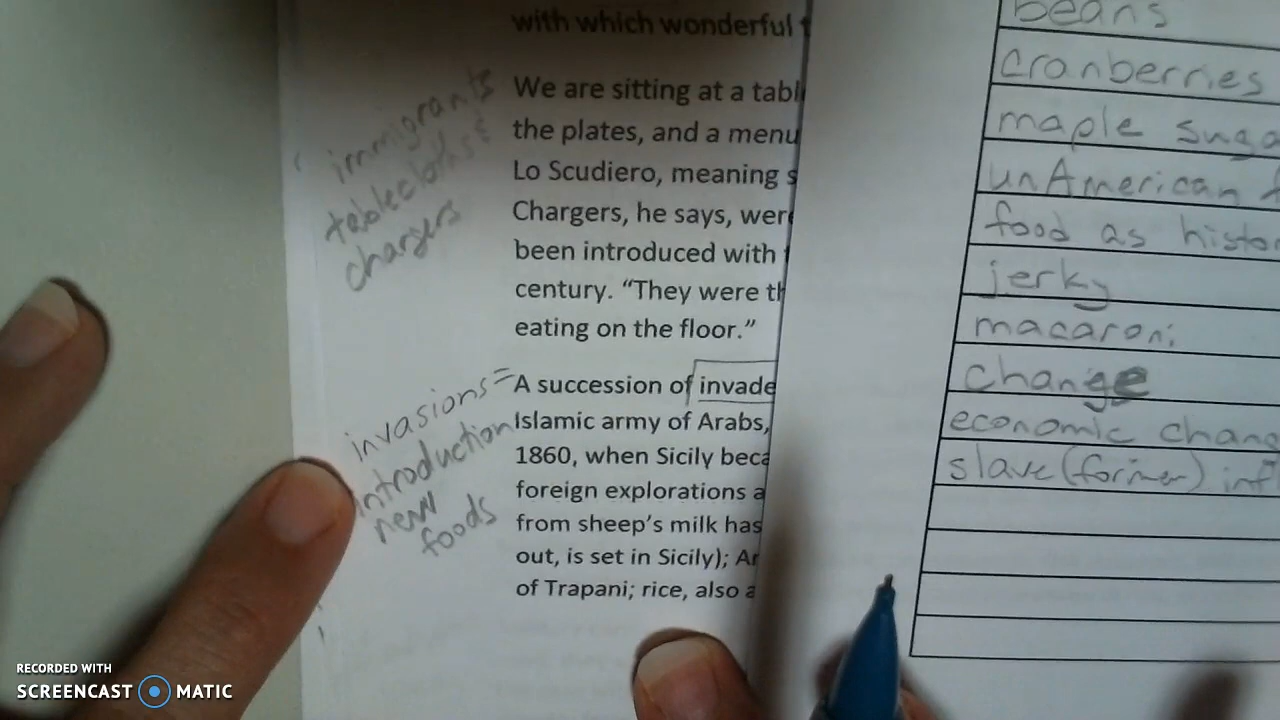 with which wonderful
We are sitting at a tabl
the plates, and a menu
Lo Scudiero, meaning s
Chargers, he says, were
been introduced with
century. “They were th
eating on the floor.”
A succession of invade
Islamic army of Arabs,
1860, when Sicily beca
foreign explorations a
from sheep’s milk has
out, is set in Sicily); Ar
of Trapani; rice, also a
immigrants
tablecloths &
chargers
invasions =
introduction
new
foods
beans
cranberries
maple suga
unAmerican f
food as histor
jerky
macaroni
change
economic chang
slave (former) infl
RECORDED WITH
SCREENCAST MATIC